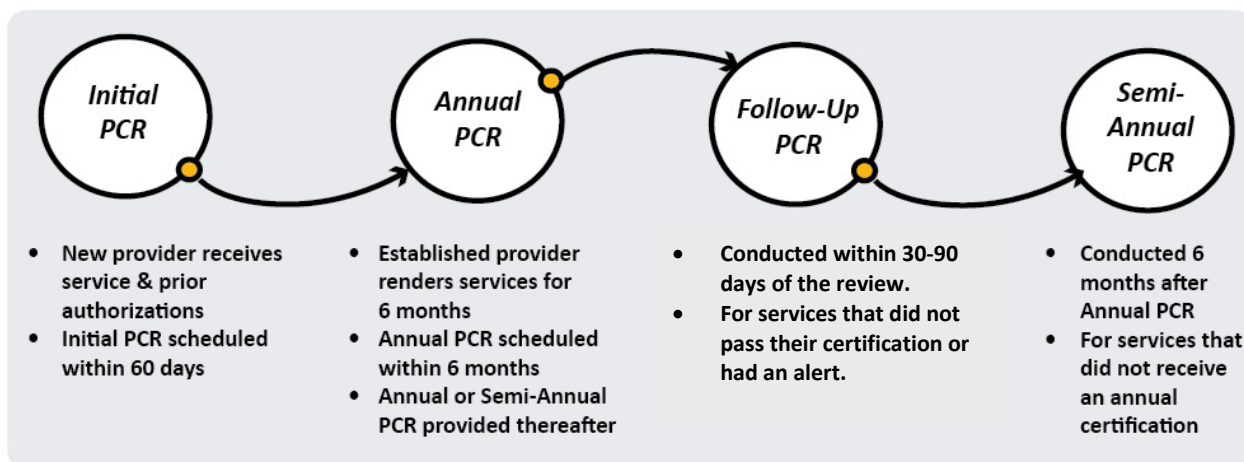 Initial
PCR
Annual
PCR
Follow-Up
PCR
Semi-
Annual
PCR
• New provider receives
service & prior
authorizations
• Initial PCR scheduled
within 60 days
• Established provider
renders services for
6 months
• Annual PCR scheduled
within 6 months
• Annual or Semi-Annual
PCR provided thereafter
• Conducted within 30-90
days of the review.
• For services that did not
pass their certification or
had an alert.
• Conducted 6
months after
Annual PCR
• For services that
did not receive
an annual
certification